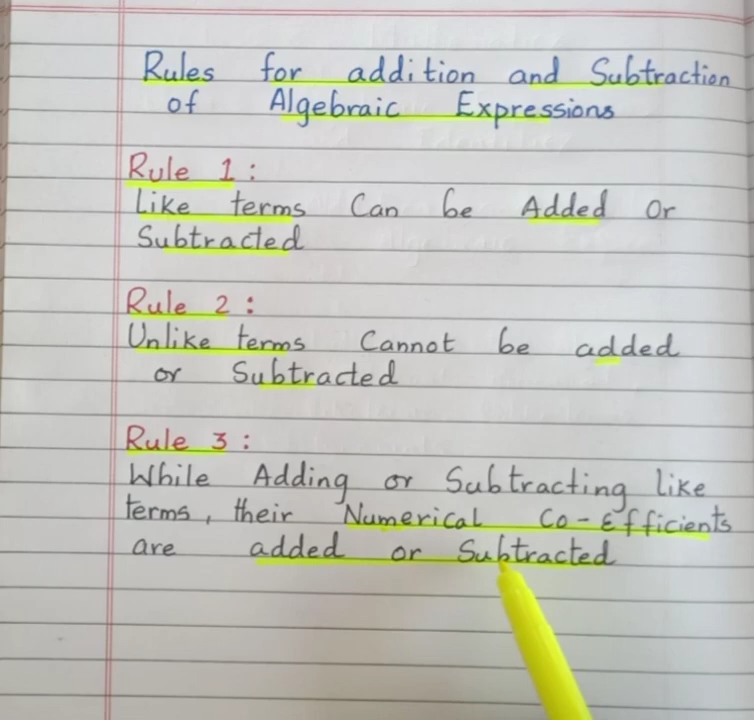 Rules for addition and Subtraction
of Algebraic Expressions
Rule 1:
Like terms Can be Added Or
Subtracted
Rule 2:
Unlike terms Cannot be added
or Subtracted
Rule 3:
While Adding or Subtracting like
terms, their Numerical Co-Efficients
are added or Subtracted